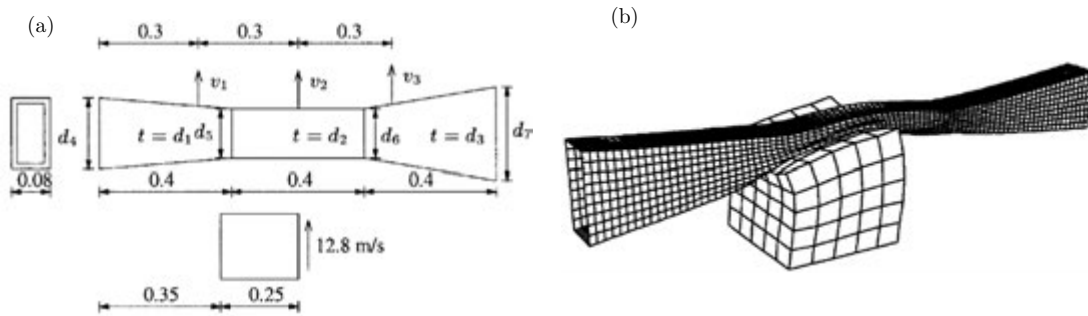 (a)
(b)
0.3 0.3 0.3
v₁ v₂ v₃
d₄ t = d₁ d₅ t = d₂ d₆ t = d₃ d₇
0.08 0.4 0.4 0.4
12.8 m/s
0.35 0.25